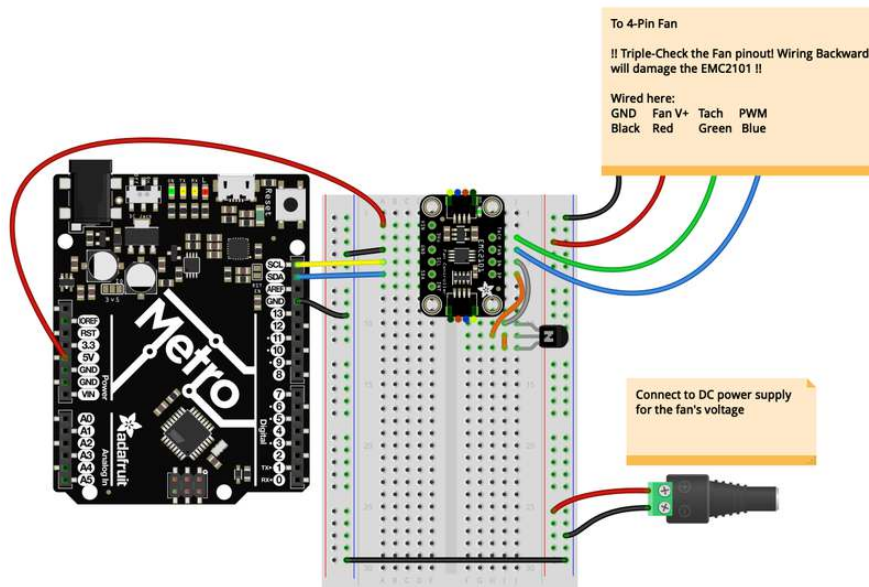 To 4-Pin Fan
!! Triple-Check the Fan pinout! Wiring Backward
will damage the EMC2101 !!
Wired here:
GND Fan V+ Tach PWM
Black Red Green Blue
Reset
SCL
SDA
AREF
GND
13
12
11
10
9
8
7
6
5
4
3
2
TX 1
RX 0
Digital
IOREF
RST
3.3
5V
GND
GND
VIN
Power
A0
A1
A2
A3
A4
A5
Analog In
Metro
adafruit
EMC2101
N
Connect to DC power supply
for the fan's voltage